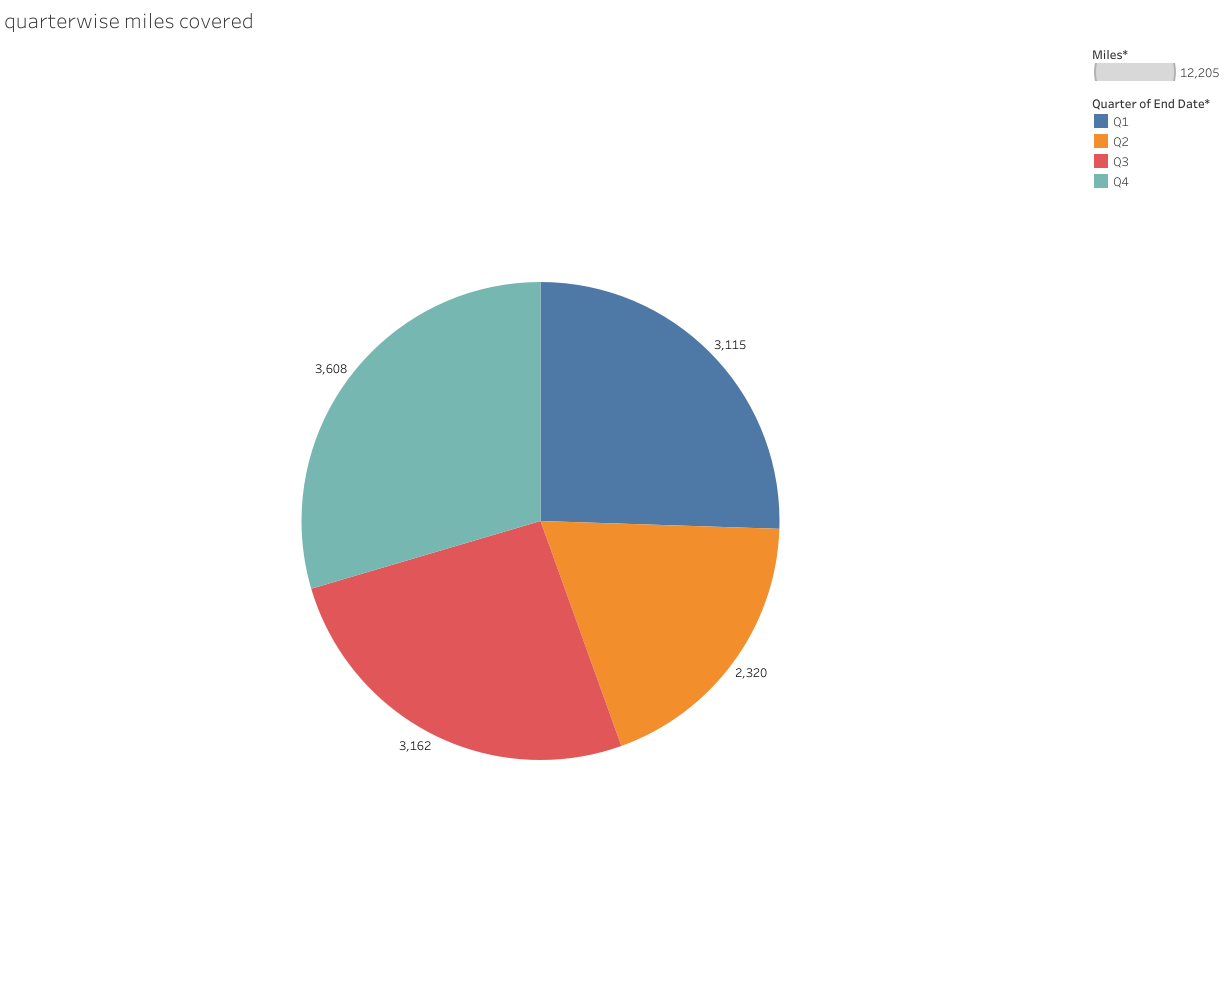 quarterwise miles covered
Miles*
12,205
Quarter of End Date*
Q1
Q2
Q3
Q4
3,115
3,608
2,320
3,162